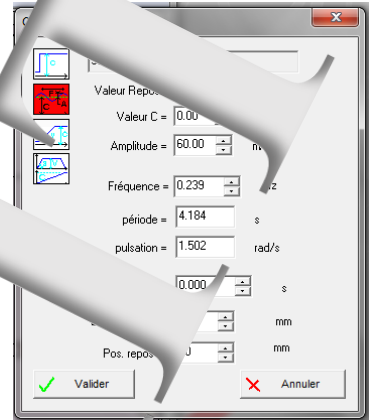 Valeur Repos
Valeur C = 0.00
Amplitude = 60.00
Fréquence = 0.239
période = 4.184 s
pulsation = 1.502 rad/s
0.000 s
mm
Pos. repos mm
Valider Annuler